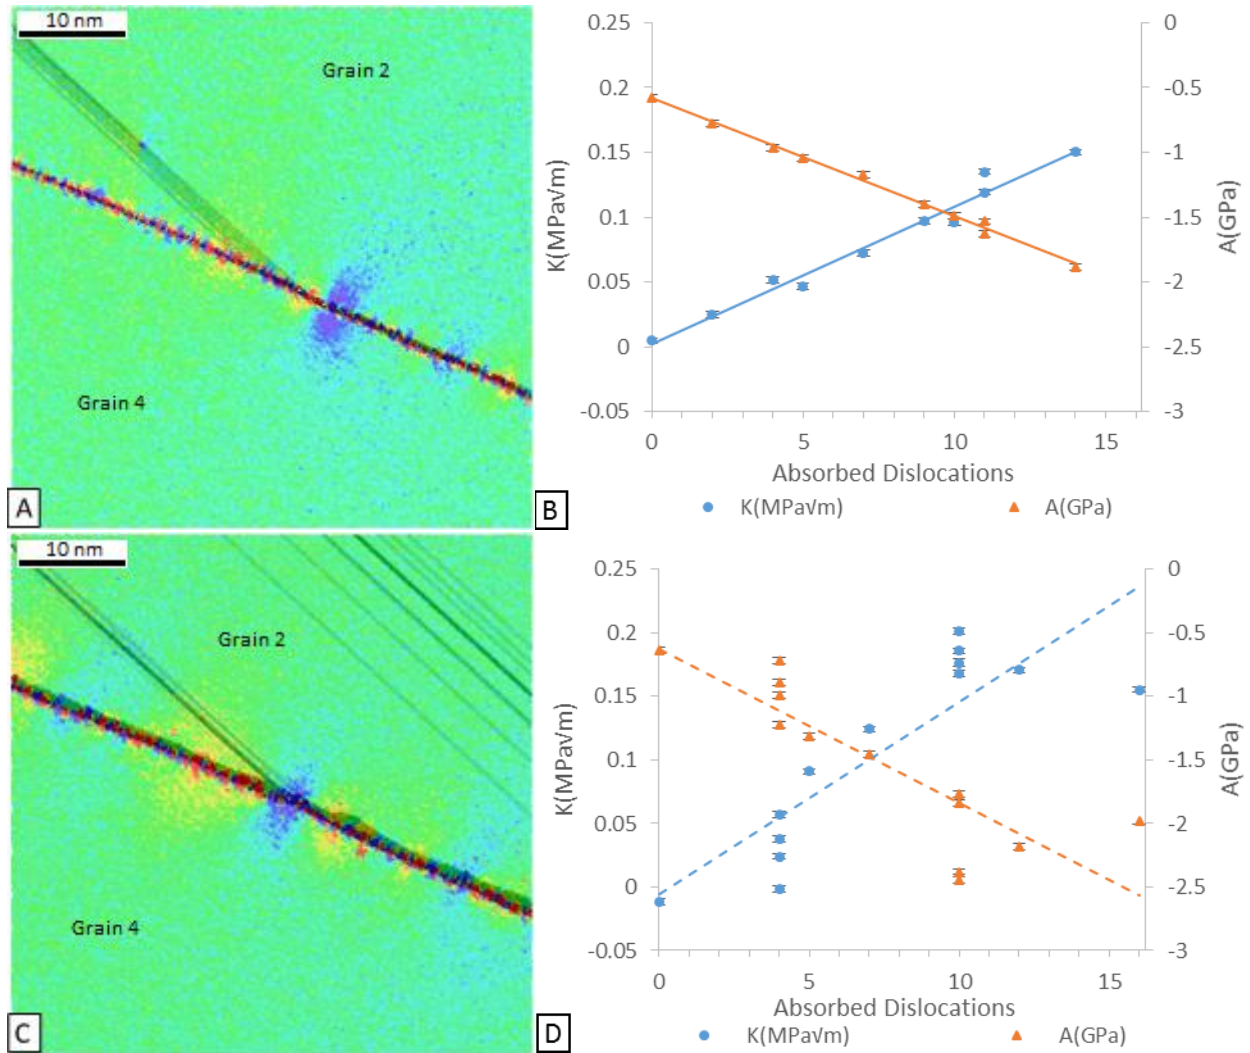 10 nm
Grain 2
Grain 4
A
0.25
0.2
0.15
0.1
0.05
0
-0.05
K(MPa√m)
0
-0.5
-1
-1.5
-2
-2.5
-3
A(GPa)
0 5 10 15
Absorbed Dislocations
K(MPa√m) A(GPa)
B
10 nm
Grain 2
Grain 4
C
0.25
0.2
0.15
0.1
0.05
0
-0.05
K(MPa√m)
0
-0.5
-1
-1.5
-2
-2.5
-3
A(GPa)
0 5 10 15
Absorbed Dislocations
K(MPa√m) A(GPa)
D